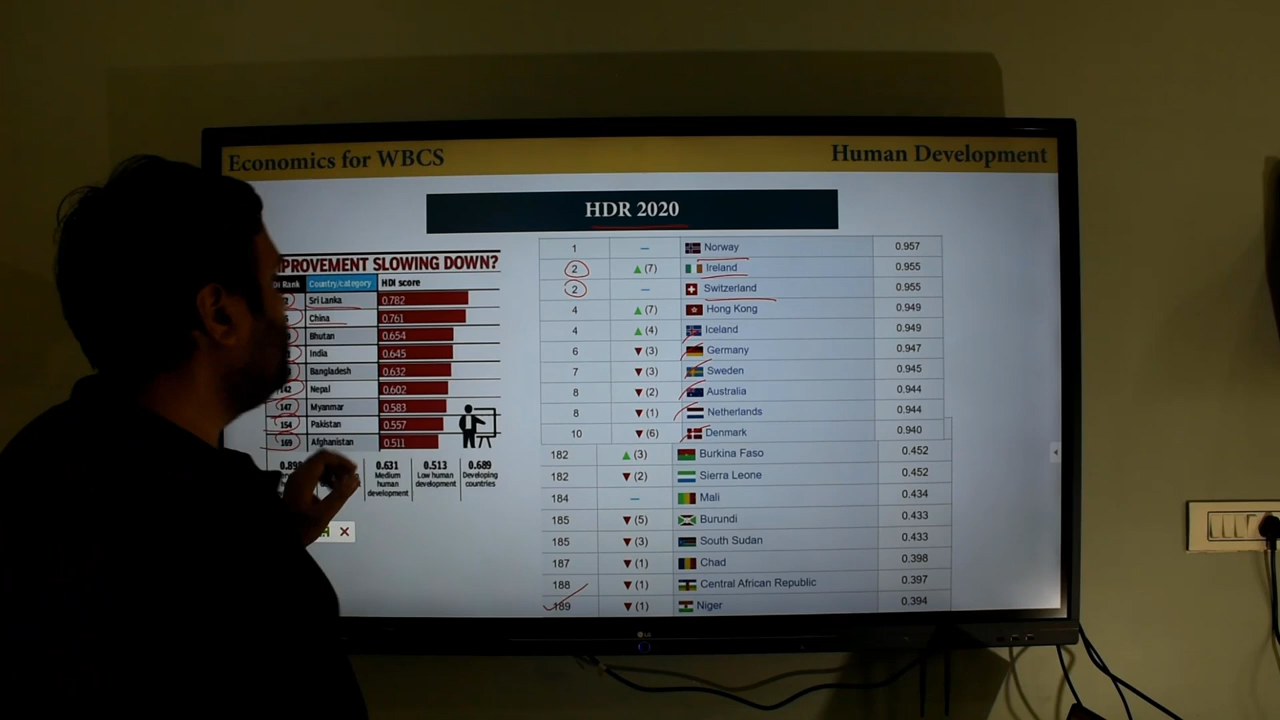 Economics for WBCS
Human Development
HDR 2020
PROVEMENT SLOWING DOWN?
Rank Country/category HDI score
Sri Lanka 0.782
China 0.761
Bhutan 0.654
India 0.645
Bangladesh 0.632
142 Nepal 0.602
147 Myanmar 0.583
154 Pakistan 0.557
169 Afghanistan 0.511
0.631 0.513 0.689
Medium Low human Developing
human development countries
development
1 – Norway 0.957
2 ▲ (7) Ireland 0.955
2 – Switzerland 0.955
4 ▲ (7) Hong Kong 0.949
4 ▲ (4) Iceland 0.949
6 ▼ (3) Germany 0.947
7 ▼ (3) Sweden 0.945
8 ▼ (2) Australia 0.944
8 ▼ (1) Netherlands 0.944
10 ▼ (6) Denmark 0.940
182 ▲ (3) Burkina Faso 0.452
182 ▼ (2) Sierra Leone 0.452
184 – Mali 0.434
185 ▼ (5) Burundi 0.433
185 ▼ (3) South Sudan 0.433
187 ▼ (1) Chad 0.398
188 ▼ (1) Central African Republic 0.397
189 ▼ (1) Niger 0.394
LG